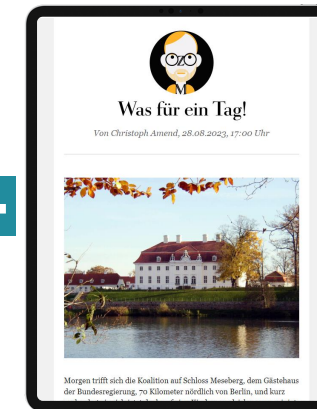 Was für ein Tag!
Von Christoph Amend, 28.08.2023, 17:00 Uhr
Morgen trifft sich die Koalition auf Schloss Meseberg, dem Gästehaus
der Bundesregierung, 70 Kilometer nördlich von Berlin, und kurz